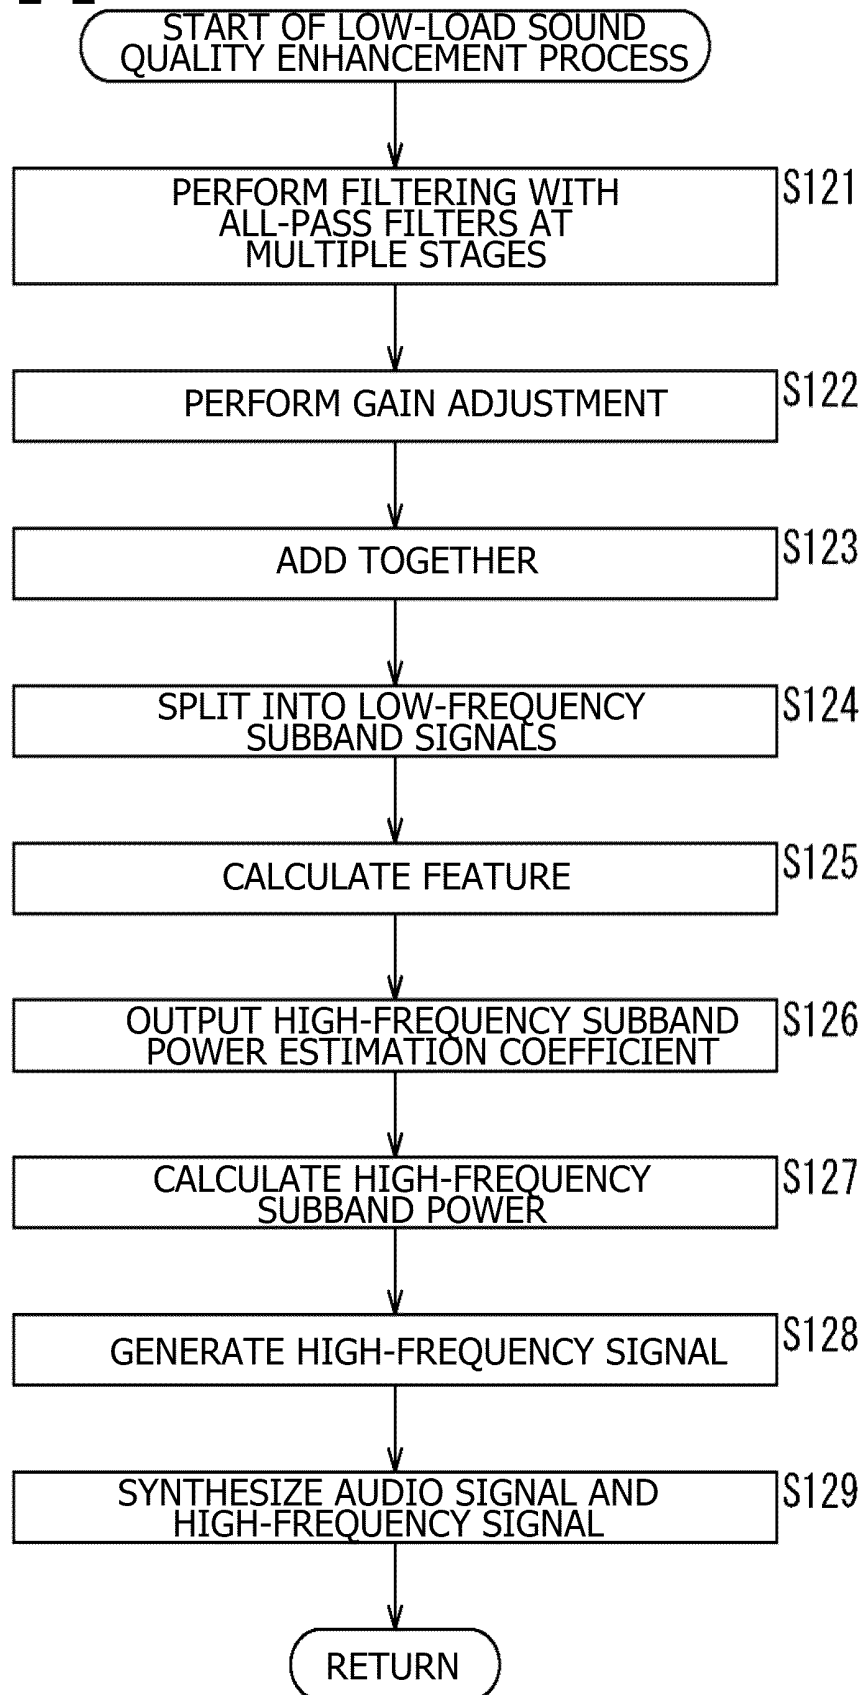 START OF LOW-LOAD SOUND
QUALITY ENHANCEMENT PROCESS
S121
PERFORM FILTERING WITH
ALL-PASS FILTERS AT
MULTIPLE STAGES
S122
PERFORM GAIN ADJUSTMENT
S123
ADD TOGETHER
S124
SPLIT INTO LOW-FREQUENCY
SUBBAND SIGNALS
S125
CALCULATE FEATURE
S126
OUTPUT HIGH-FREQUENCY SUBBAND
POWER ESTIMATION COEFFICIENT
S127
CALCULATE HIGH-FREQUENCY
SUBBAND POWER
S128
GENERATE HIGH-FREQUENCY SIGNAL
S129
SYNTHESIZE AUDIO SIGNAL AND
HIGH-FREQUENCY SIGNAL
RETURN